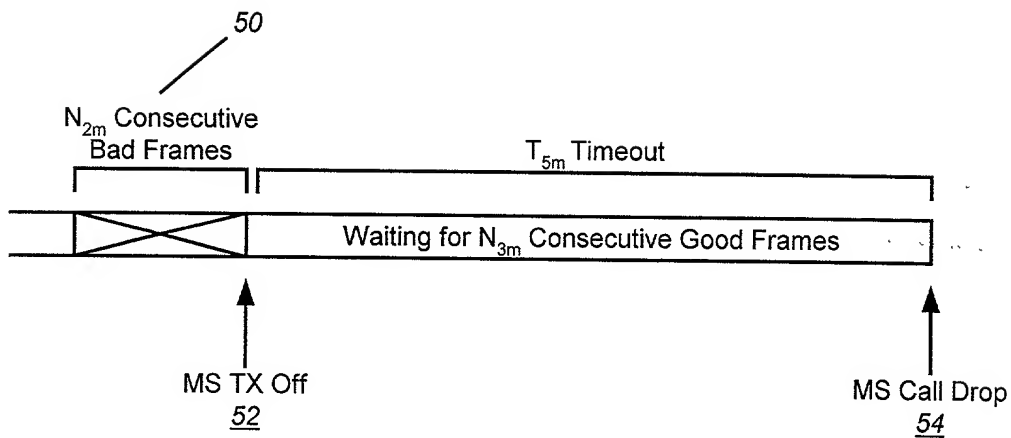 50
N2m Consecutive
Bad Frames
T5m Timeout
Waiting for N3m Consecutive Good Frames
MS TX Off
52
MS Call Drop
54